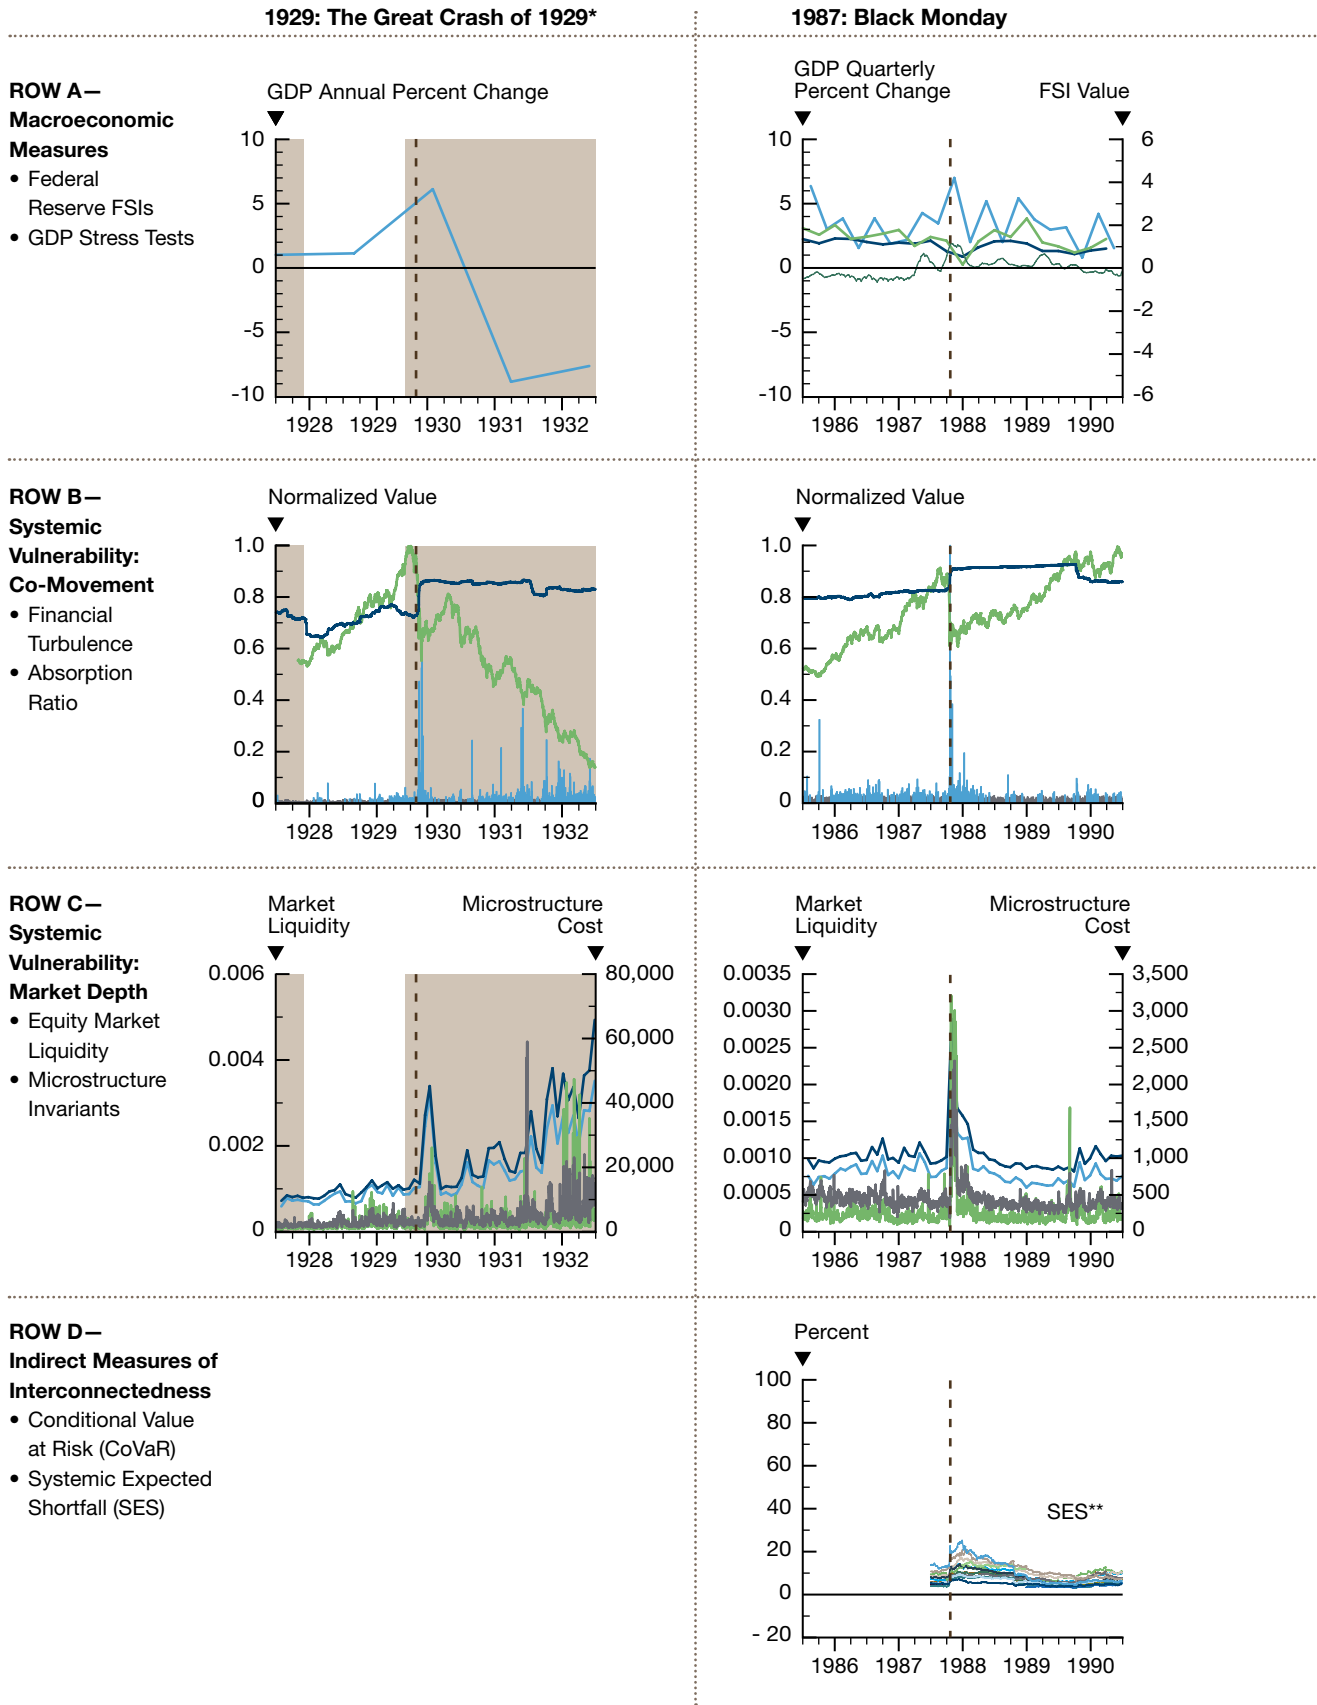 1929: The Great Crash of 1929*
1987: Black Monday
ROW A—
Macroeconomic
Measures
• Federal
Reserve FSIs
• GDP Stress Tests
GDP Annual Percent Change
10
5
0
-5
-10
1928 1929 1930 1931 1932
GDP Quarterly
Percent Change
FSI Value
10
5
0
-5
-10
6
4
2
0
-2
-4
-6
1986 1987 1988 1989 1990
ROW B—
Systemic
Vulnerability:
Co-Movement
• Financial
Turbulence
• Absorption
Ratio
Normalized Value
1.0
0.8
0.6
0.4
0.2
0
1928 1929 1930 1931 1932
Normalized Value
1.0
0.8
0.6
0.4
0.2
0
1986 1987 1988 1989 1990
ROW C—
Systemic
Vulnerability:
Market Depth
• Equity Market
Liquidity
• Microstructure
Invariants
Market
Liquidity
Microstructure
Cost
0.006
0.004
0.002
0
80,000
60,000
40,000
20,000
0
1928 1929 1930 1931 1932
Market
Liquidity
Microstructure
Cost
0.0035
0.0030
0.0025
0.0020
0.0015
0.0010
0.0005
0
3,500
3,000
2,500
2,000
1,500
1,000
500
0
1986 1987 1988 1989 1990
ROW D—
Indirect Measures of
Interconnectedness
• Conditional Value
at Risk (CoVaR)
• Systemic Expected
Shortfall (SES)
Percent
100
80
60
40
20
0
- 20
SES**
1986 1987 1988 1989 1990